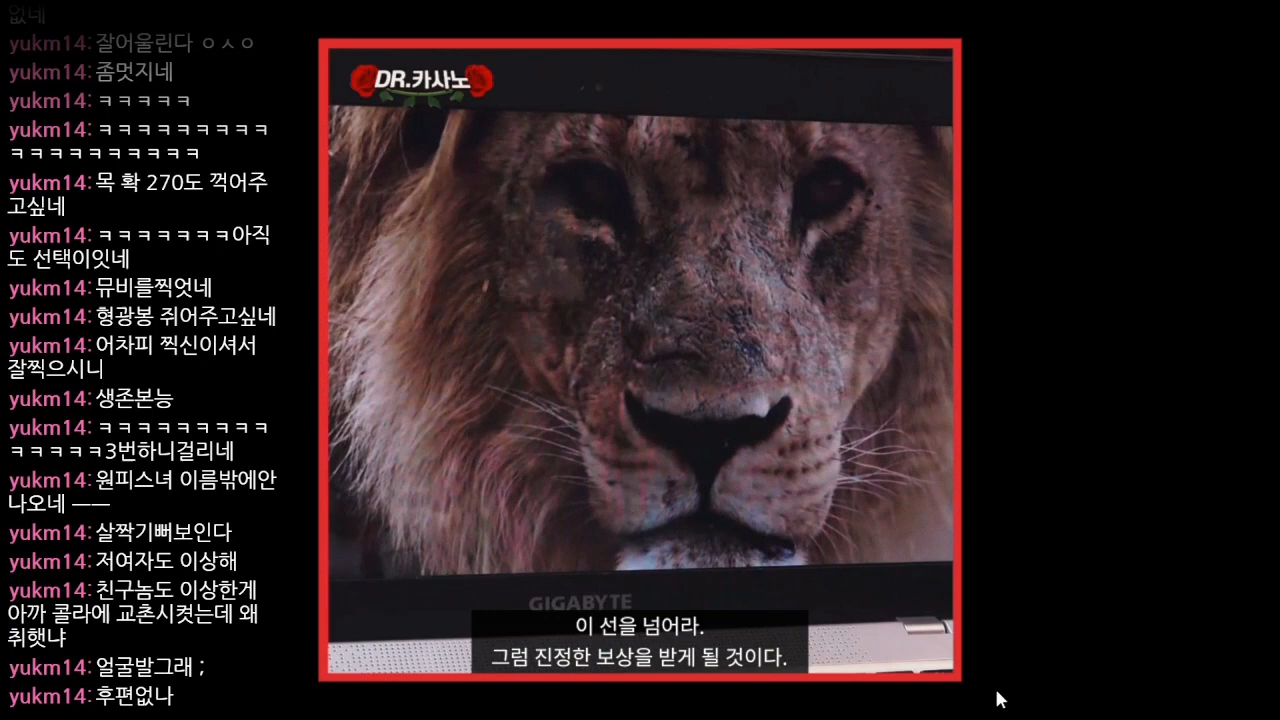 없네
yukm14: 잘어울린다 ㅇㅅㅇ
yukm14: 좀멋지네
yukm14: ㅋㅋㅋㅋㅋ
yukm14: ㅋㅋㅋㅋㅋㅋㅋㅋㅋ
ㅋㅋㅋㅋㅋㅋㅋㅋㅋㅋ
yukm14: 목 확 270도 꺽어주
고싶네
yukm14: ㅋㅋㅋㅋㅋㅋㅋ아직
도 선택이잇네
yukm14: 뮤비를찍엇네
yukm14: 형광봉 쥐어주고싶네
yukm14: 어차피 찍신이셔서
잘찍으시니
yukm14: 생존본능
yukm14: ㅋㅋㅋㅋㅋㅋㅋㅋㅋ
ㅋㅋㅋㅋㅋ3번하니걸리네
yukm14: 원피스녀 이름밖에안
나오네 ㅡㅡ
yukm14: 살짝기뻐보인다
yukm14: 저여자도 이상해
yukm14: 친구놈도 이상한게
아까 콜라에 교촌시켯는데 왜
취햇냐
yukm14: 얼굴발그래 ;
yukm14: 후편없나
DR.카사노
GIGABYTE
이 선을 넘어라.
그럼 진정한 보상을 받게 될 것이다.